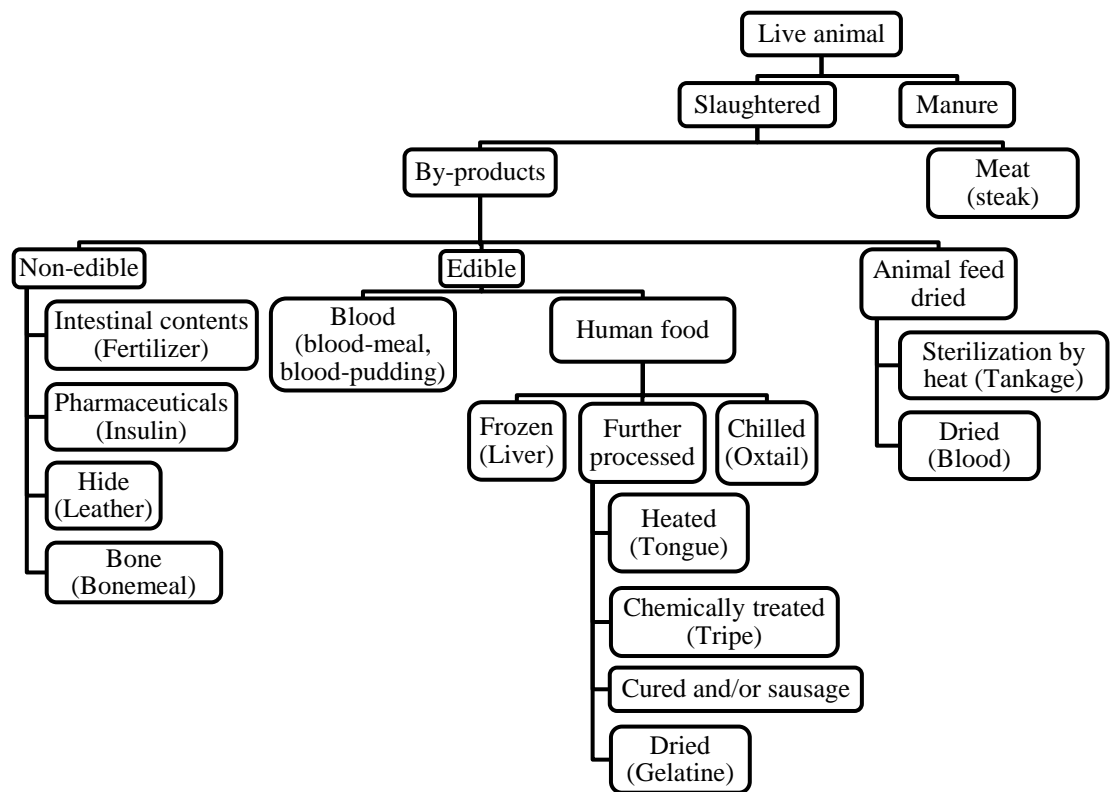 Live animal
Slaughtered
Manure
By-products
Meat
(steak)
Non-edible
Edible
Animal feed
dried
Intestinal contents
(Fertilizer)
Pharmaceuticals
(Insulin)
Hide
(Leather)
Bone
(Bonemeal)
Blood
(blood-meal,
blood-pudding)
Human food
Frozen
(Liver)
Further
processed
Chilled
(Oxtail)
Heated
(Tongue)
Chemically treated
(Tripe)
Cured and/or sausage
Dried
(Gelatine)
Sterilization by
heat (Tankage)
Dried
(Blood)